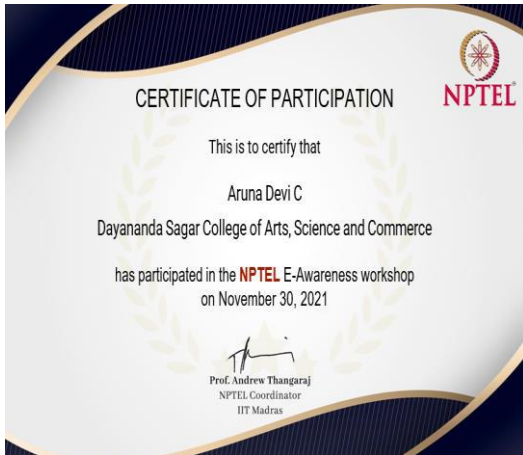 NPTEL
CERTIFICATE OF PARTICIPATION
This is to certify that
Aruna Devi C
Dayananda Sagar College of Arts, Science and Commerce
has participated in the NPTEL E-Awareness workshop
on November 30, 2021
Prof. Andrew Thangaraj
NPTEL Coordinator
IIT Madras